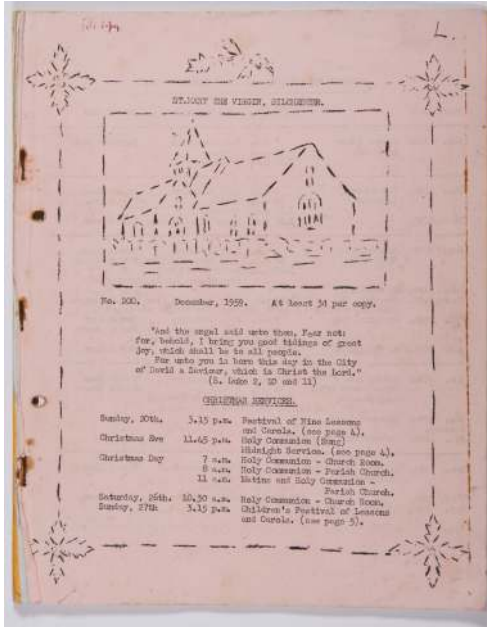 File Copy
L.
ST.MARY THE VIRGIN, SILCHESTER.
No. 200. December, 1959. At least 3d per copy.
"And the angel said unto them, Fear not:
for, behold, I bring you good tidings of great
joy, which shall be to all people.
For unto you is born this day in the City
of David a Saviour, which is Christ the Lord."
(S. Luke 2, 10 and 11)
CHRISTMAS SERVICES.
Sunday, 20th. 3.15 p.m. Festival of Nine Lessons
and Carols. (see page 4).
Christmas Eve 11.45 p.m. Holy Communion (Sung)
Midnight Service. (see page 4).
Christmas Day 7 a.m. Holy Communion - Church Room.
8 a.m. Holy Communion - Parish Church.
11 a.m. Matins and Holy Communion -
Parish Church.
Saturday, 26th. 10.30 a.m. Holy Communion - Church Room.
Sunday, 27th 3.15 p.m. Children's Festival of Lessons
and Carols. (see page 5).